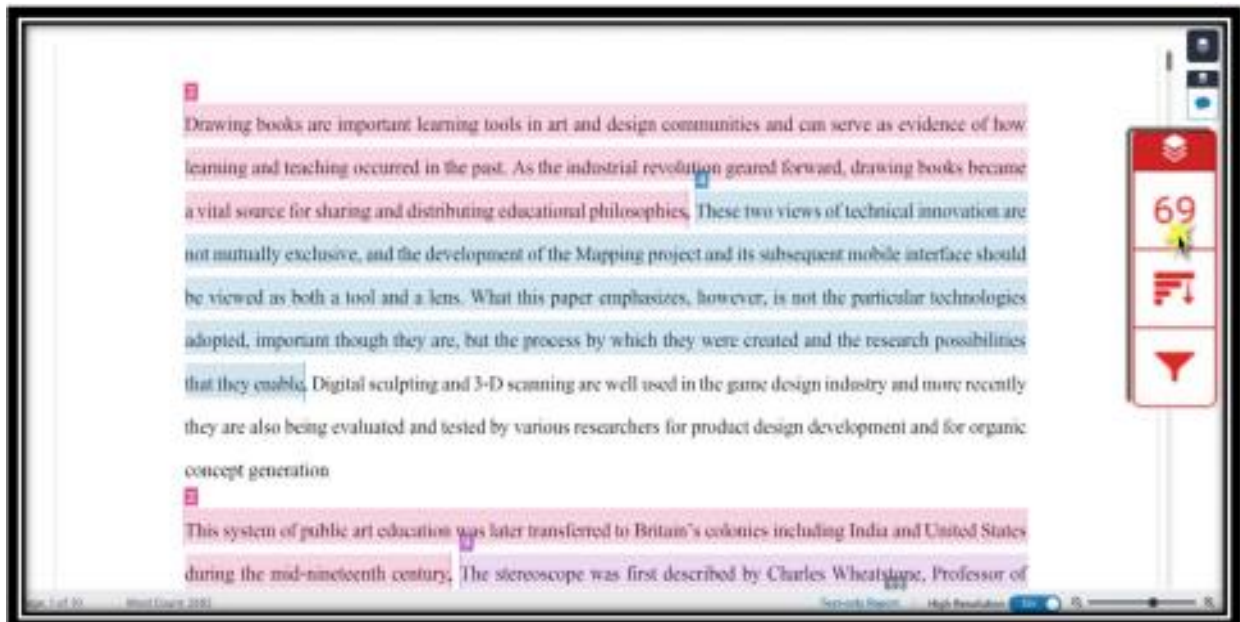 2
Drawing books are important learning tools in art and design communities and can serve as evidence of how
learning and teaching occurred in the past. As the industrial revolution geared forward, drawing books became
a vital source for sharing and distributing educational philosophies. These two views of technical innovation are
not mutually exclusive, and the development of the Mapping project and its subsequent mobile interface should
be viewed as both a tool and a lens. What this paper emphasizes, however, is not the particular technologies
adopted, important though they are, but the process by which they were created and the research possibilities
that they enable. Digital sculpting and 3-D scanning are well used in the game design industry and more recently
they are also being evaluated and tested by various researchers for product design development and for organic
concept generation
2
This system of public art education was later transferred to Britain's colonies including India and United States
during the mid-nineteenth century. The stereoscope was first described by Charles Wheatstone, Professor of
69
Text-only Report High Resolution On